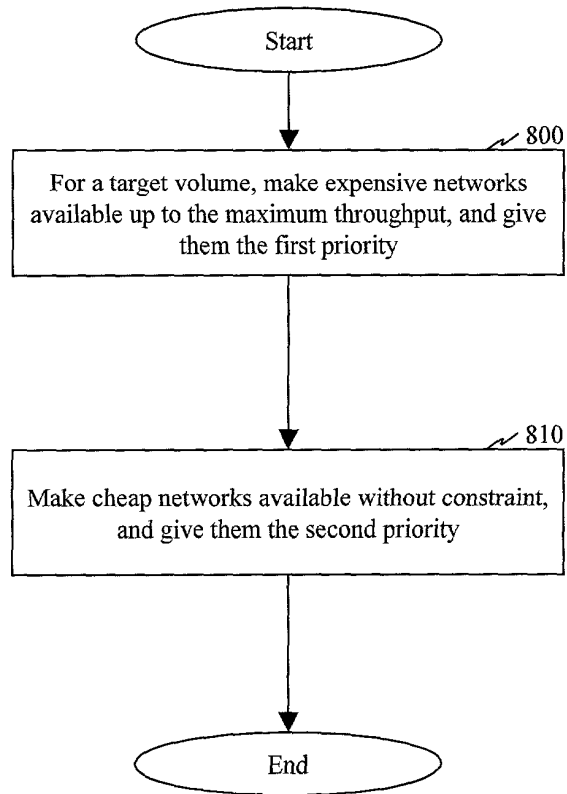 Start
800
For a target volume, make expensive networks
available up to the maximum throughput, and give
them the first priority
810
Make cheap networks available without constraint,
and give them the second priority
End